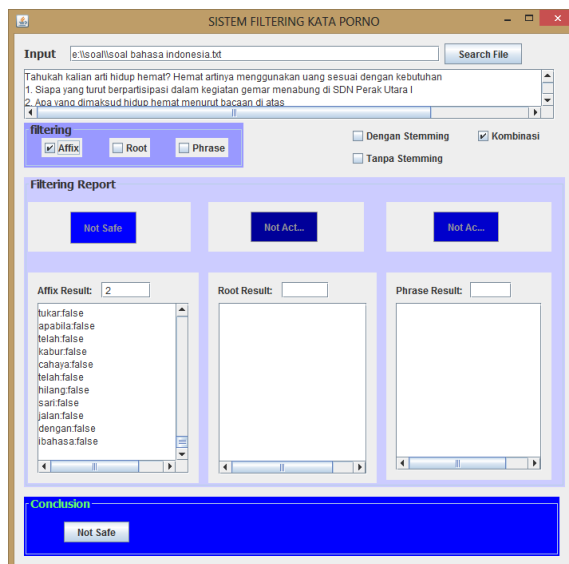 SISTEM FILTERING KATA PORNO
Input e:\\soal\\soal bahasa indonesia.txt Search File
Tahukah kalian arti hidup hemat? Hemat artinya menggunakan uang sesuai dengan kebutuhan
1. Siapa yang turut berpartisipasi dalam kegiatan gemar menabung di SDN Perak Utara I
2. Apa yang dimaksud hidup hemat menurut bacaan di atas
filtering
Affix Root Phrase
Dengan Stemming Kombinasi
Tanpa Stemming
Filtering Report
Not Safe Not Act... Not Ac...
Affix Result: 2 Root Result: Phrase Result:
tukar:false
apabila:false
telah:false
kabur:false
cahaya:false
telah:false
hilang:false
sari:false
jalan:false
dengan:false
ibahasa:false
Conclusion
Not Safe